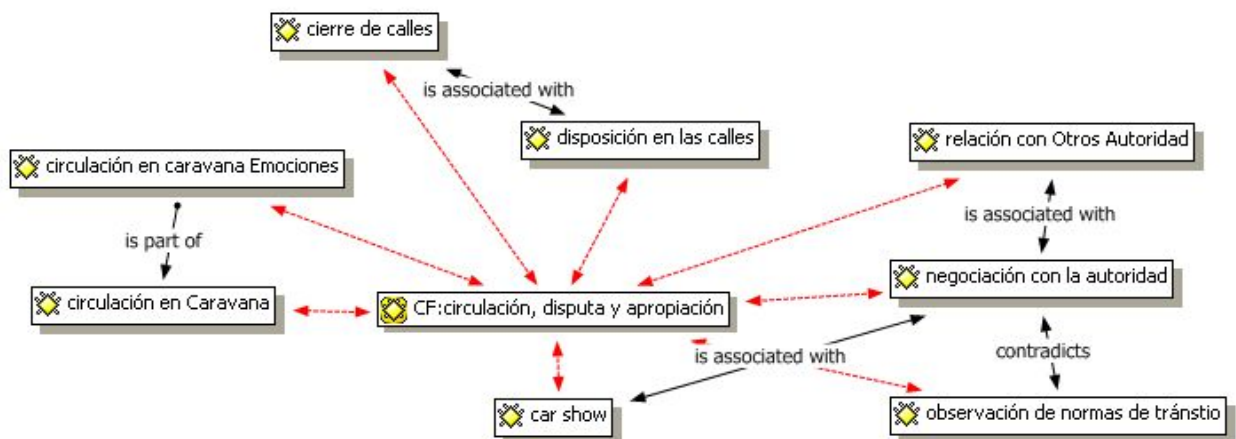 cierre de calles
is associated with
disposición en las calles
relación con Otros Autoridad
circulación en caravana Emociones
is associated with
is part of
negociación con la autoridad
circulación en Caravana
CF:circulación, disputa y apropiación
is associated with
contradicts
car show
observación de normas de tránstio